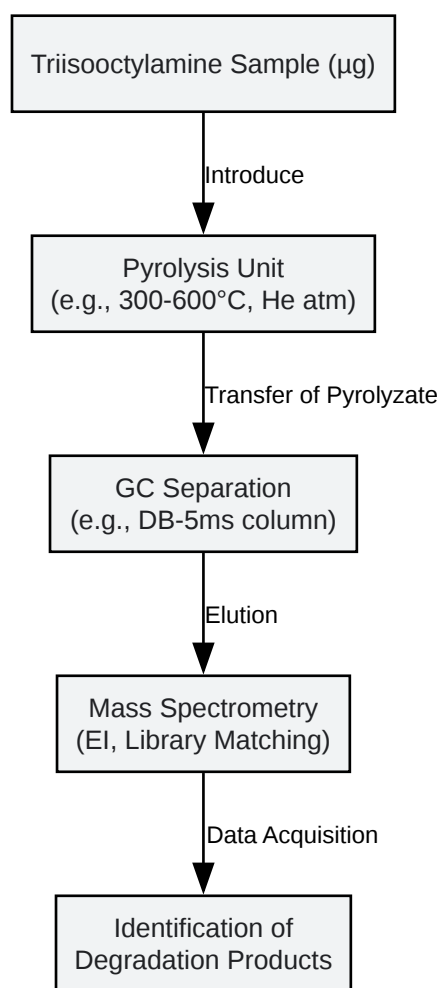 Triisooctylamine Sample (µg)
Introduce
Pyrolysis Unit
(e.g., 300-600°C, He atm)
Transfer of Pyrolyzate
GC Separation
(e.g., DB-5ms column)
Elution
Mass Spectrometry
(EI, Library Matching)
Data Acquisition
Identification of
Degradation Products